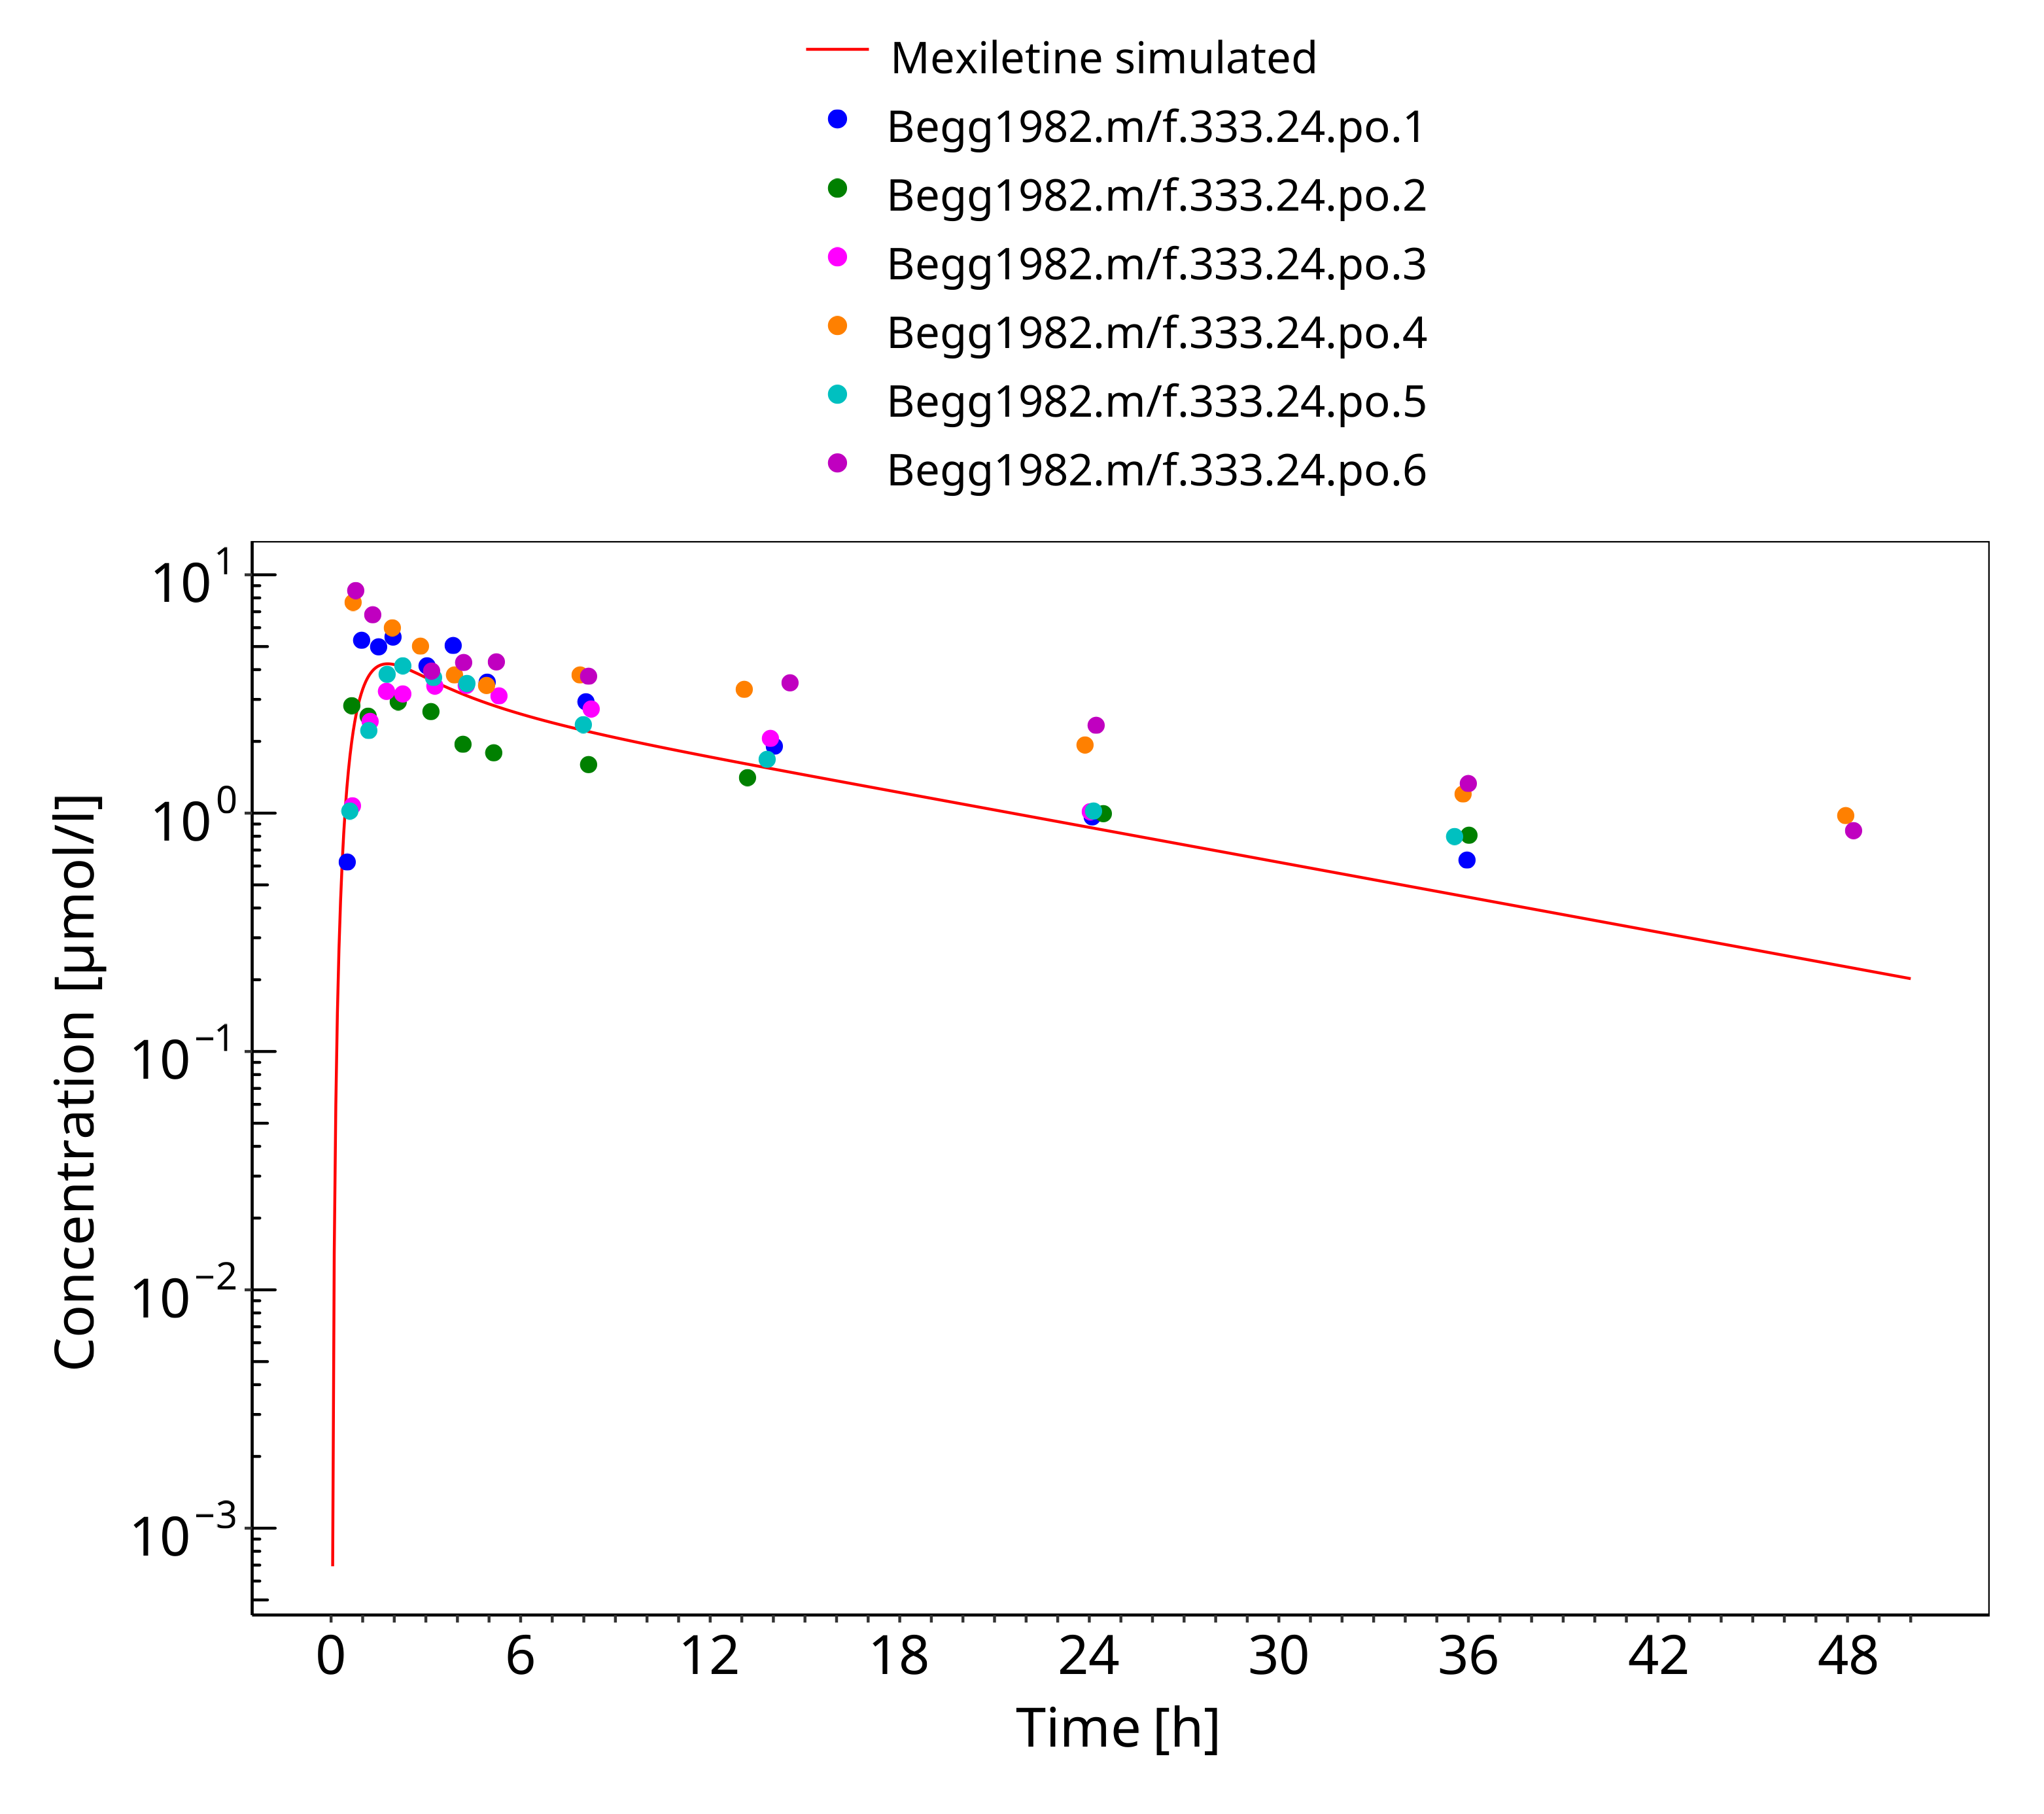 Mexiletine simulated
Begg1982.m/f.333.24.po.1
Begg1982.m/f.333.24.po.2
Begg1982.m/f.333.24.po.3
Begg1982.m/f.333.24.po.4
Begg1982.m/f.333.24.po.5
Begg1982.m/f.333.24.po.6
10^1
10^0
10^−1
10^−2
10^−3
Concentration [µmol/l]
0 6 12 18 24 30 36 42 48
Time [h]